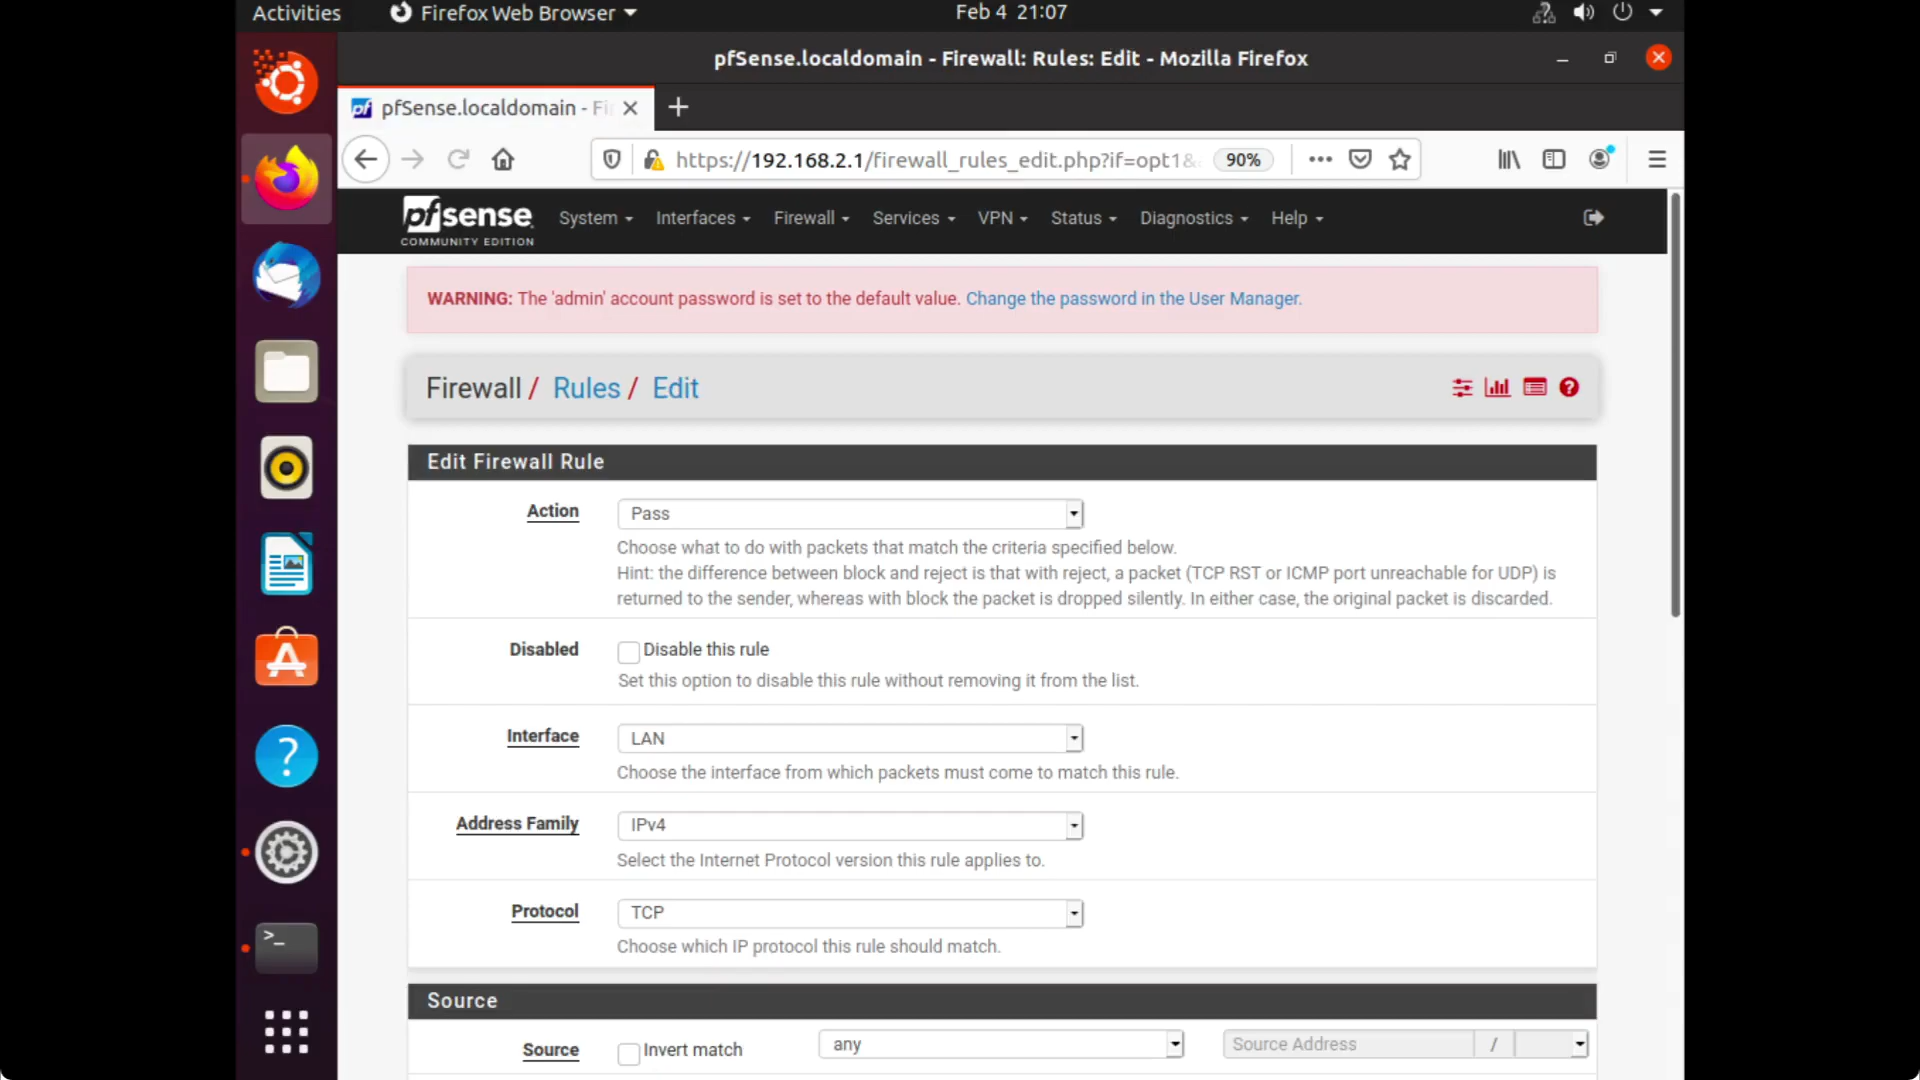 Activities
Firefox Web Browser
Feb 4 21:07
pfSense.localdomain - Firewall: Rules: Edit - Mozilla Firefox
pfSense.localdomain - Fi
https://192.168.2.1/firewall_rules_edit.php?if=opt1&
90%
pfsense
COMMUNITY EDITION
System
Interfaces
Firewall
Services
VPN
Status
Diagnostics
Help
WARNING: The 'admin' account password is set to the default value. Change the password in the User Manager.
Firewall / Rules / Edit
Edit Firewall Rule
Action
Pass
Choose what to do with packets that match the criteria specified below.
Hint: the difference between block and reject is that with reject, a packet (TCP RST or ICMP port unreachable for UDP) is
returned to the sender, whereas with block the packet is dropped silently. In either case, the original packet is discarded.
Disabled
Disable this rule
Set this option to disable this rule without removing it from the list.
Interface
LAN
Choose the interface from which packets must come to match this rule.
Address Family
IPv4
Select the Internet Protocol version this rule applies to.
Protocol
TCP
Choose which IP protocol this rule should match.
Source
Source
Invert match
any
Source Address
/